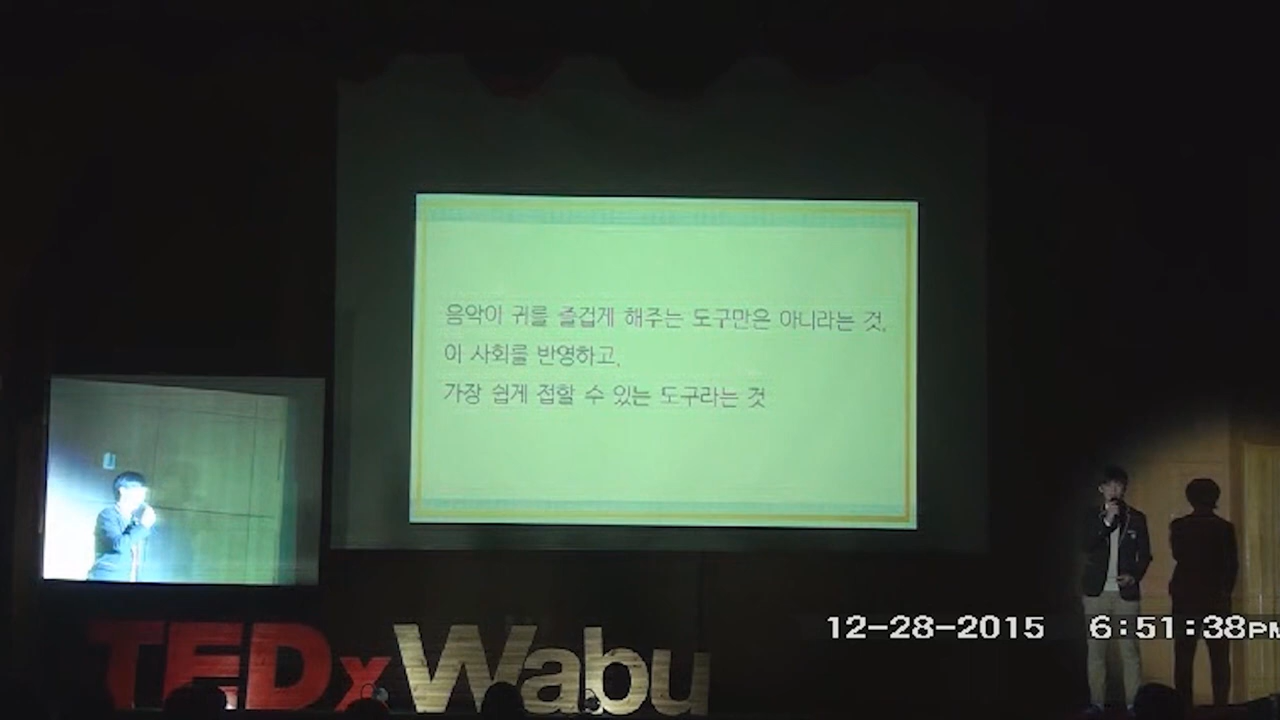 음악이 귀를 즐겁게 해주는 도구만은 아니라는 것,
이 사회를 반영하고,
가장 쉽게 접할 수 있는 도구라는 것
TEDxWabu
12-28-2015 6:51:38PM